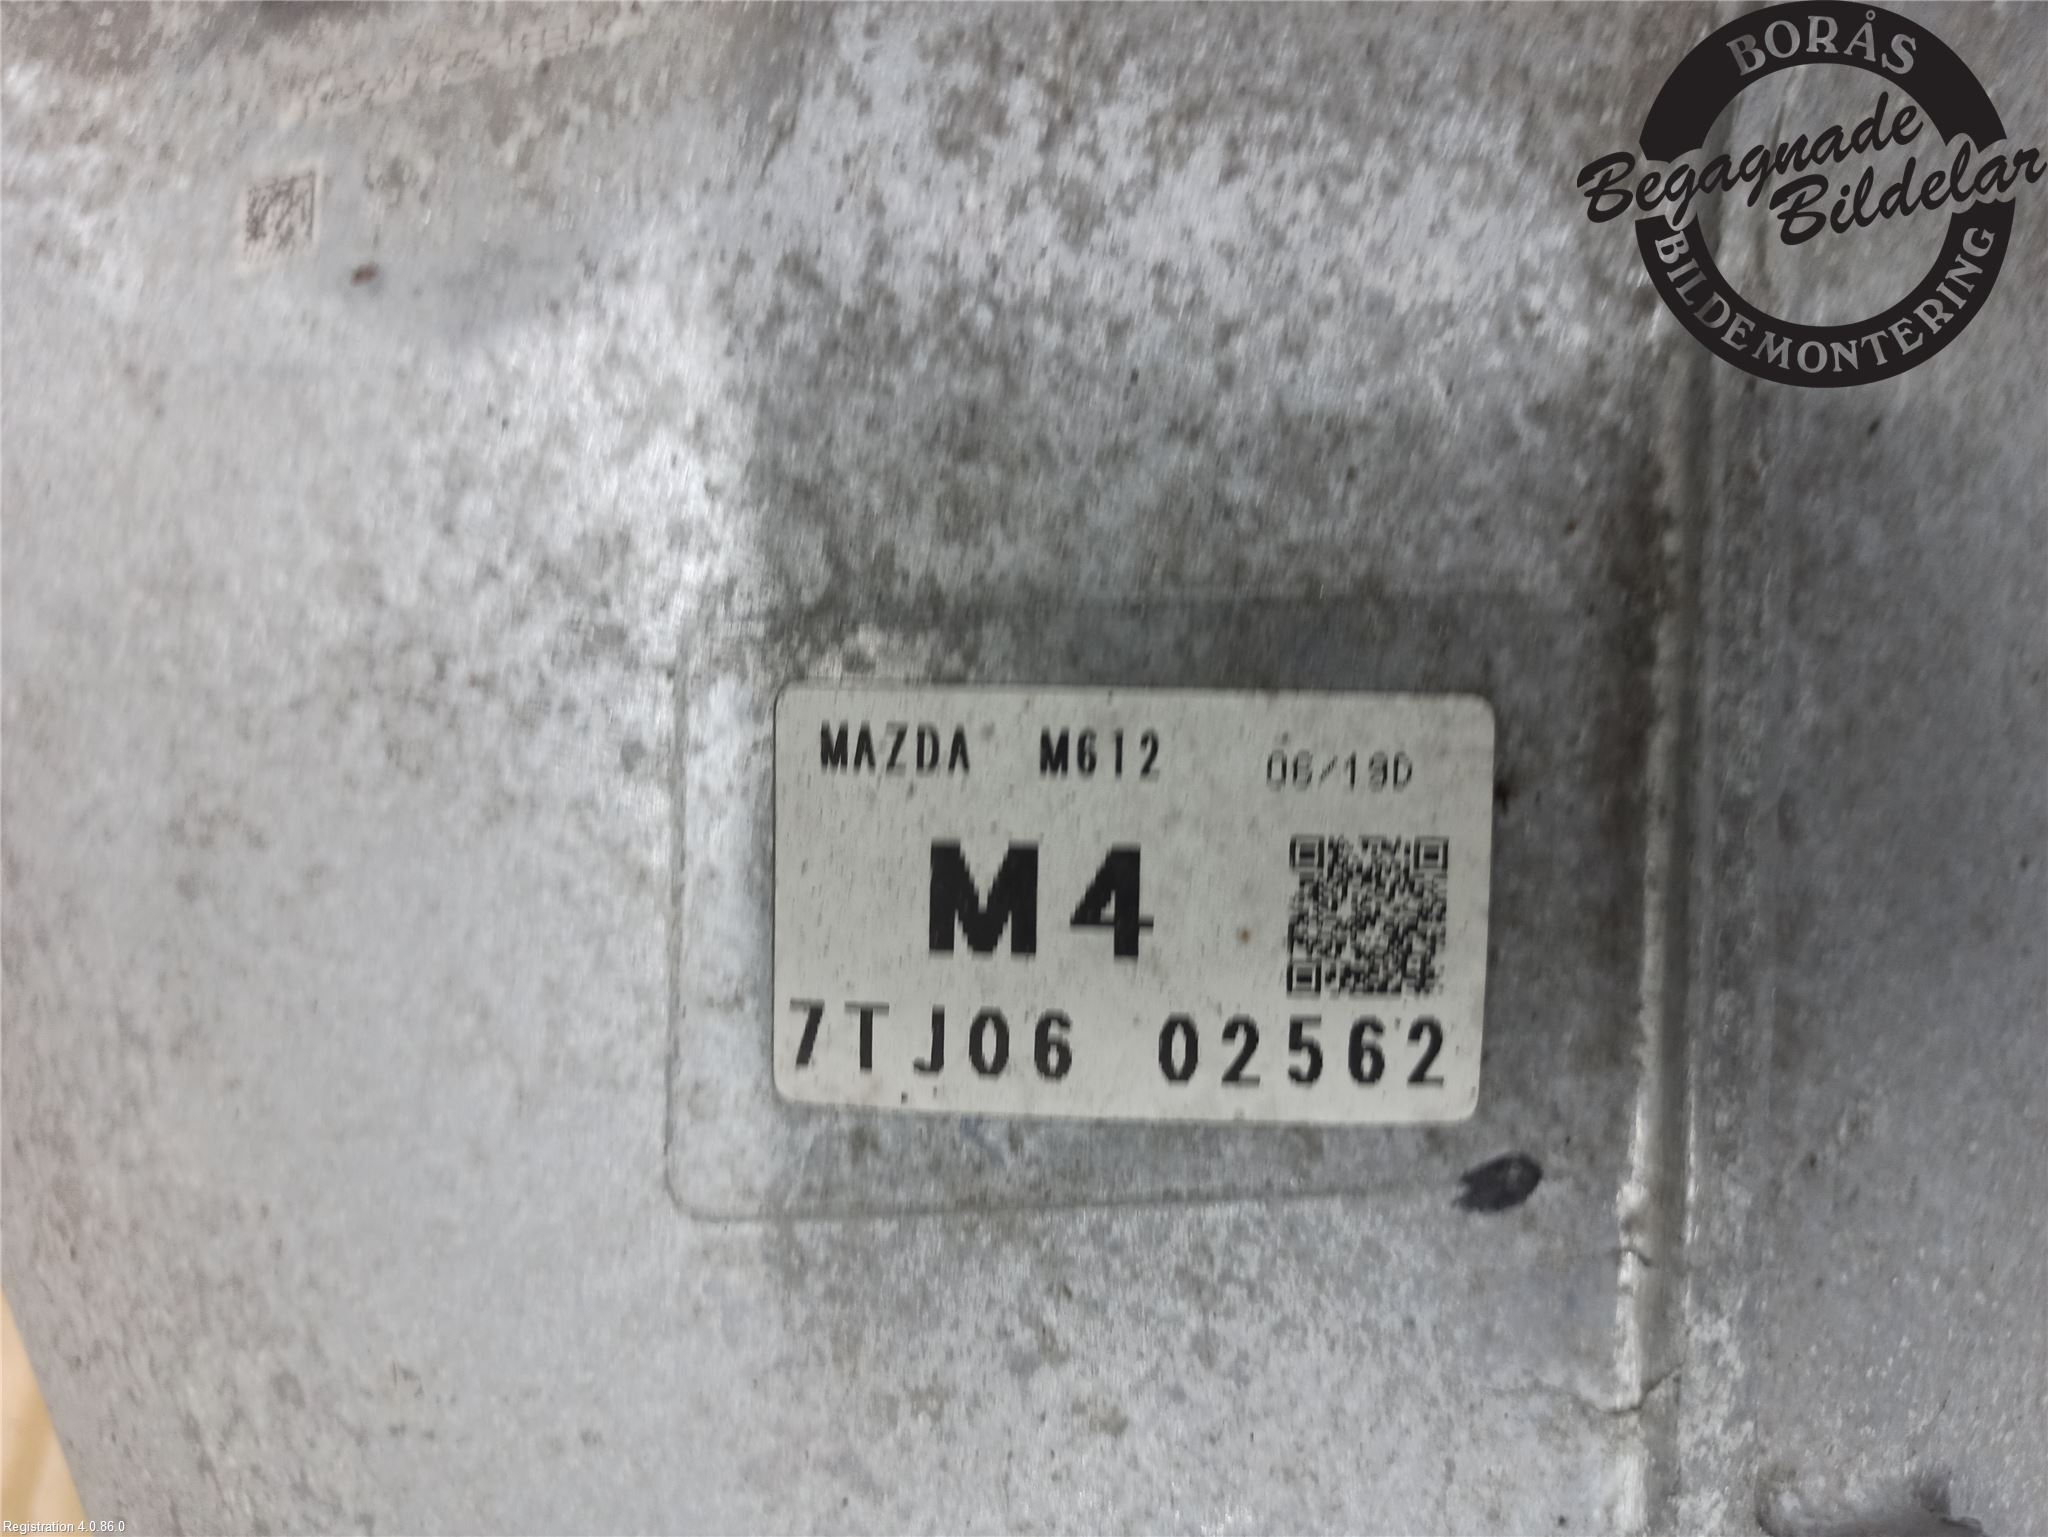 BORÅS
Begagnade
Bildelar
BILDEMONTERING
MAZDA M612 06/19D
M4
7TJ06 02562
Registration 4.0.86.0